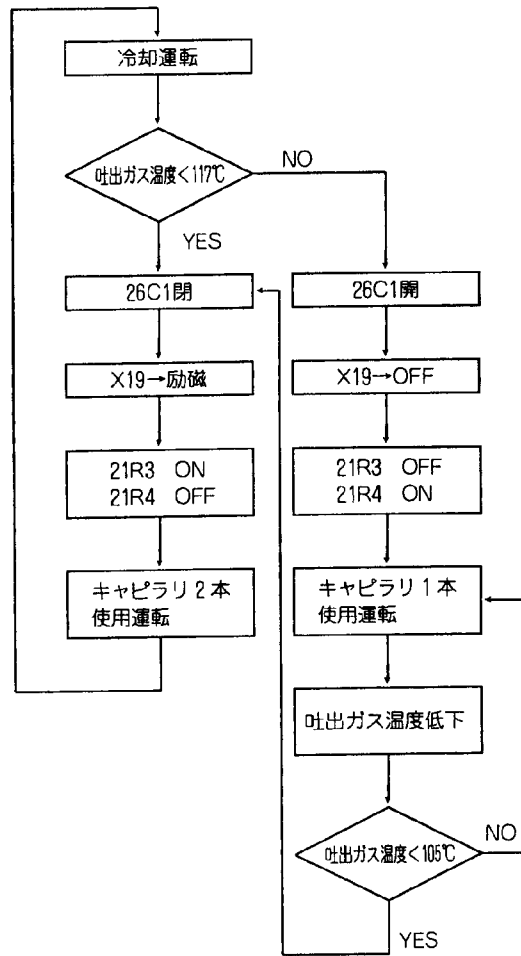 冷却運転
吐出ガス温度<117℃
NO
YES
26C1閉
26C1開
X19→励磁
X19→OFF
21R3 ON
21R4 OFF
21R3 OFF
21R4 ON
キャピラリ2本
使用運転
キャピラリ1本
使用運転
吐出ガス温度低下
吐出ガス温度<105℃
NO
YES